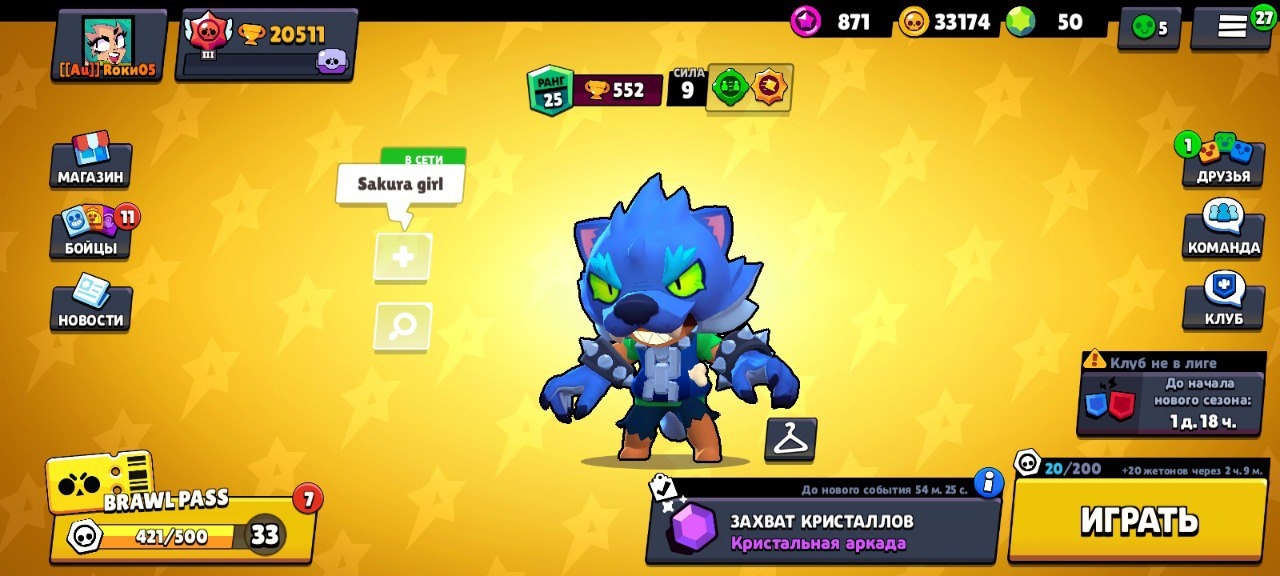 [[Au]] Roки05
III
20511
871
33174
50
5
27
РАНГ
25
552
СИЛА
9
МАГАЗИН
11
БОЙЦЫ
НОВОСТИ
В СЕТИ
Sakura girl
1
ДРУЗЬЯ
КОМАНДА
КЛУБ
Клуб не в лиге
До начала
нового сезона:
1 д. 18 ч.
BRAWL PASS
7
421/500
33
До нового события 54 м. 25 с.
ЗАХВАТ КРИСТАЛЛОВ
Кристальная аркада
20/200
+20 жетонов через 2 ч. 9 м.
ИГРАТЬ